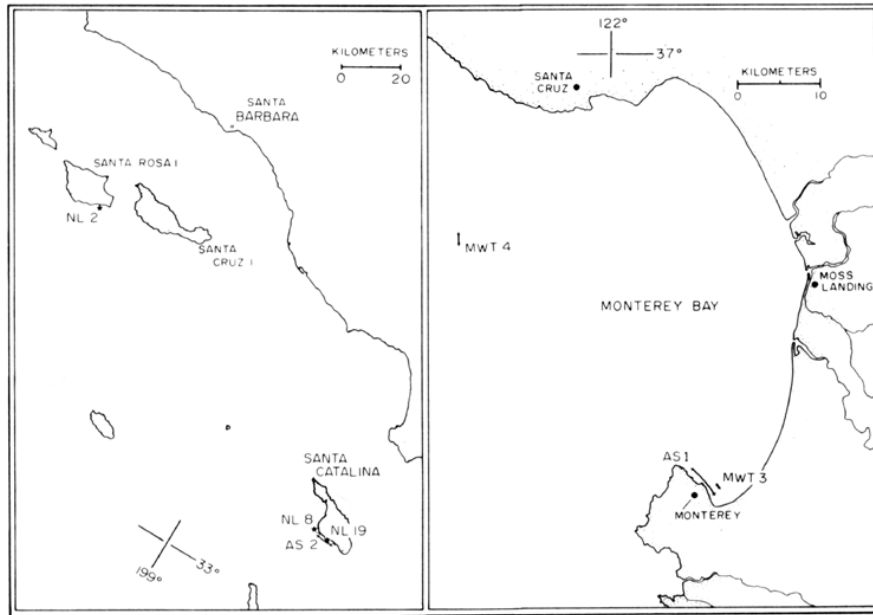 KILOMETERS
0 20
SANTA
BARBARA
SANTA ROSA I
NL 2
SANTA
CRUZ I
SANTA
CATALINA
NL 8
NL 19
AS 2
199°
33°
122°
37°
SANTA
CRUZ
KILOMETERS
0 10
MWT 4
MOSS
LANDING
MONTEREY BAY
AS 1
MWT 3
MONTEREY